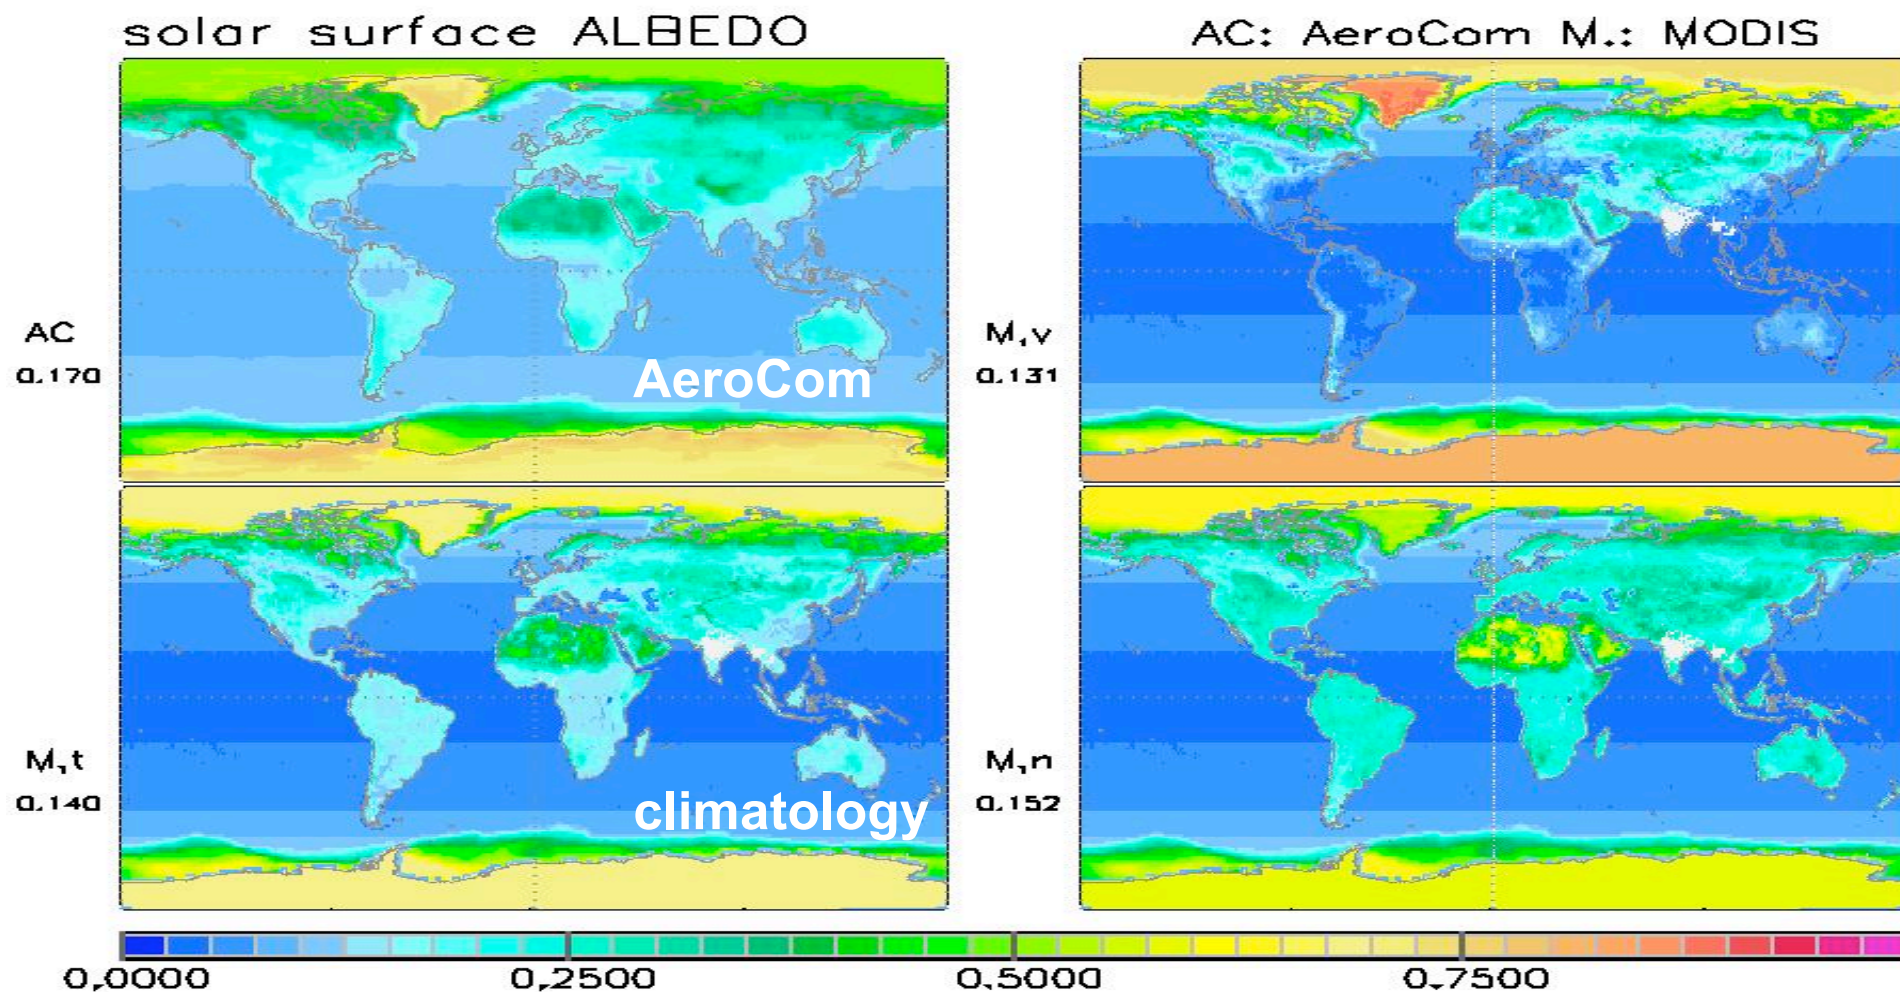 solar surface ALBEDO
AC: AeroCom M.: MODIS
AC
0.170
AeroCom
M,v
0.131
M,t
0.140
climatology
M,n
0.152
0.0000 0.2500 0.5000 0.7500